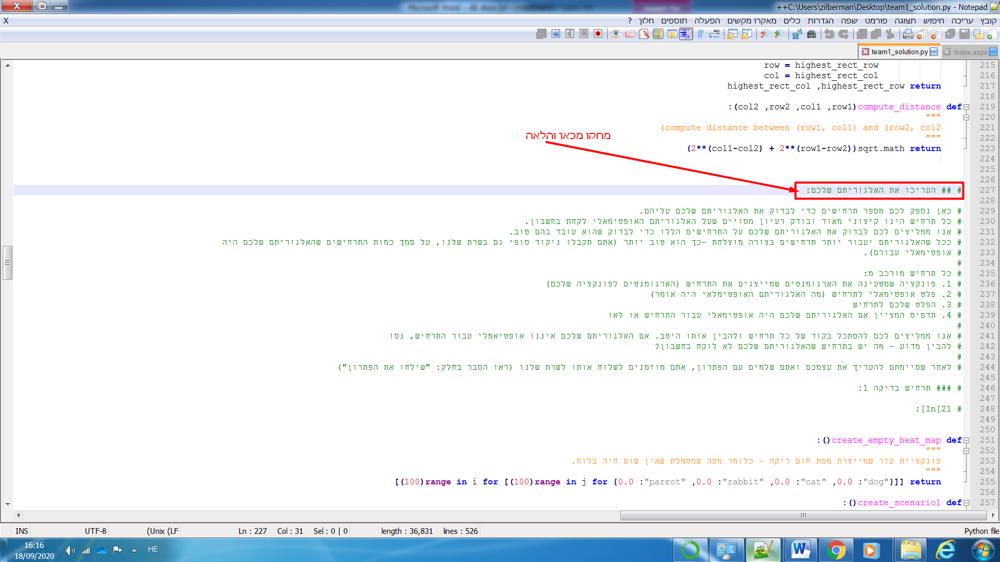 C:\Users\zilberman\Desktop\team1_solution.py - Notepad++
קובץ עריכה חיפוש תצוגה פורמט שפה הגדרות כלים מאקרו מקשים הפעלה תוספים חלון ? X
team1_solution.py Index.aspx
215 row = highest_rect_row
216 col = highest_rect_col
217 return highest_rect_row, highest_rect_col
218
219 def compute_distance(row1, col1, row2, col2):
220 """
221 compute distance between (row1, col1) and (row2, col2)
222 """
מחקו מכאן והלאה
223 return math.sqrt((row1-row2)**2 + (col1-col2)**2)
224
225
226
227 # ## העריכו את האלגוריתם שלכם:
228
229 # כאן נספק לכם מספר תרחישים כדי לבדוק את האלגוריתם שלכם עליהם.
230 # כל תרחיש הינו קיצוני מאוד ובודק רעיון מסויים שעל האלגוריתם האופטימאלי לקחת בחשבון.
231 # אנו ממליצים לכם לבדוק את האלגוריתם שלכם על התרחישים הללו כדי לבדוק שהוא עובד בהם טוב.
232 # ככל שהאלגוריתם יעבור יותר תרחישים בצורה מוצלחת -כך הוא טוב יותר (אתם תקבלו ניקוד סופי גם בשרת שלנו, על סמך כמות התרחישים שהאלגוריתם שלכם היה
233 # אופטימאלי עבורם).
234 #
235 # כל תרחיש מורכב מ:
236 # 1. פונקציה שמטעינה את הארגומנטים שמייצגים את התרחיש (הארגומנטים לפונקציה שלכם)
237 # 2. פלט אופטימאלי לתרחיש (מה האלגוריתם האופטימלאי היה אומר)
238 # 3. הפלט שלכם לתרחיש
239 # 4. תדפיס המציין אם האלגוריתם שלכם היה אופטימאלי עבור התרחיש או לאו
240 #
241 # אנו ממליצים לכם להסתכל בקוד של כל תרחיש ולהבין אותו היטב. אם האלגוריתם שלכם איננו אופטיאמלי עבור התרחיש, נסו
242 # להבין מדוע - מה יש בתרחיש שהאלגוריתם שלכם לא לוקח בחשבון?
243 #
244 # לאחר שסיימתם להעריך את עצמכם ואתם שלמים עם הפתרון, אתם מוזמנים לשלוח אותו לשרת שלנו (ראו הסבר בחלק: "שילחו את הפתרון")
245
246 # ### תרחיש בדיקה 1:
247
248 # In[21]:
249
250
251 def create_empty_heat_map():
252 """
253 פונקציית עזר שמייצרת מפת חום ריקה - כלומר מפה שמסמלת שאין שום חיה בלוח.
254 """
255 return [[{"dog": 0.0, "cat": 0.0, "rabbit": 0.0, "parrot": 0.0} for j in range(100)] for i in range(100)]
256
257 def create_scenario1():
Python file length : 36,831 lines : 526 Ln : 227 Col : 31 Sel : 0 | 0 Unix (LF) UTF-8 INS
HE
16:16
18/09/2020